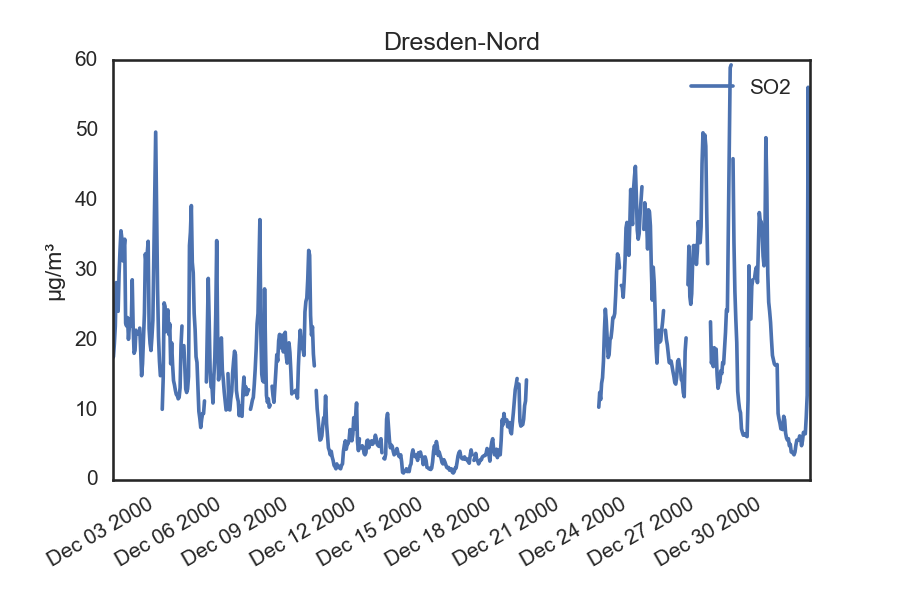 Dresden-Nord
60
50
40
30
20
10
0
µg/m³
SO2
Dec 03 2000
Dec 06 2000
Dec 09 2000
Dec 12 2000
Dec 15 2000
Dec 18 2000
Dec 21 2000
Dec 24 2000
Dec 27 2000
Dec 30 2000